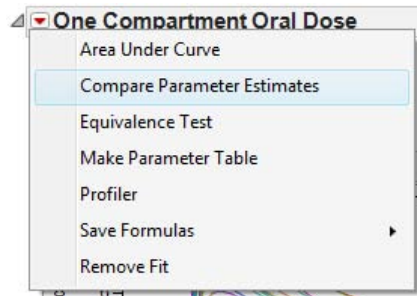 One Compartment Oral Dose
Area Under Curve
Compare Parameter Estimates
Equivalence Test
Make Parameter Table
Profiler
Save Formulas
Remove Fit